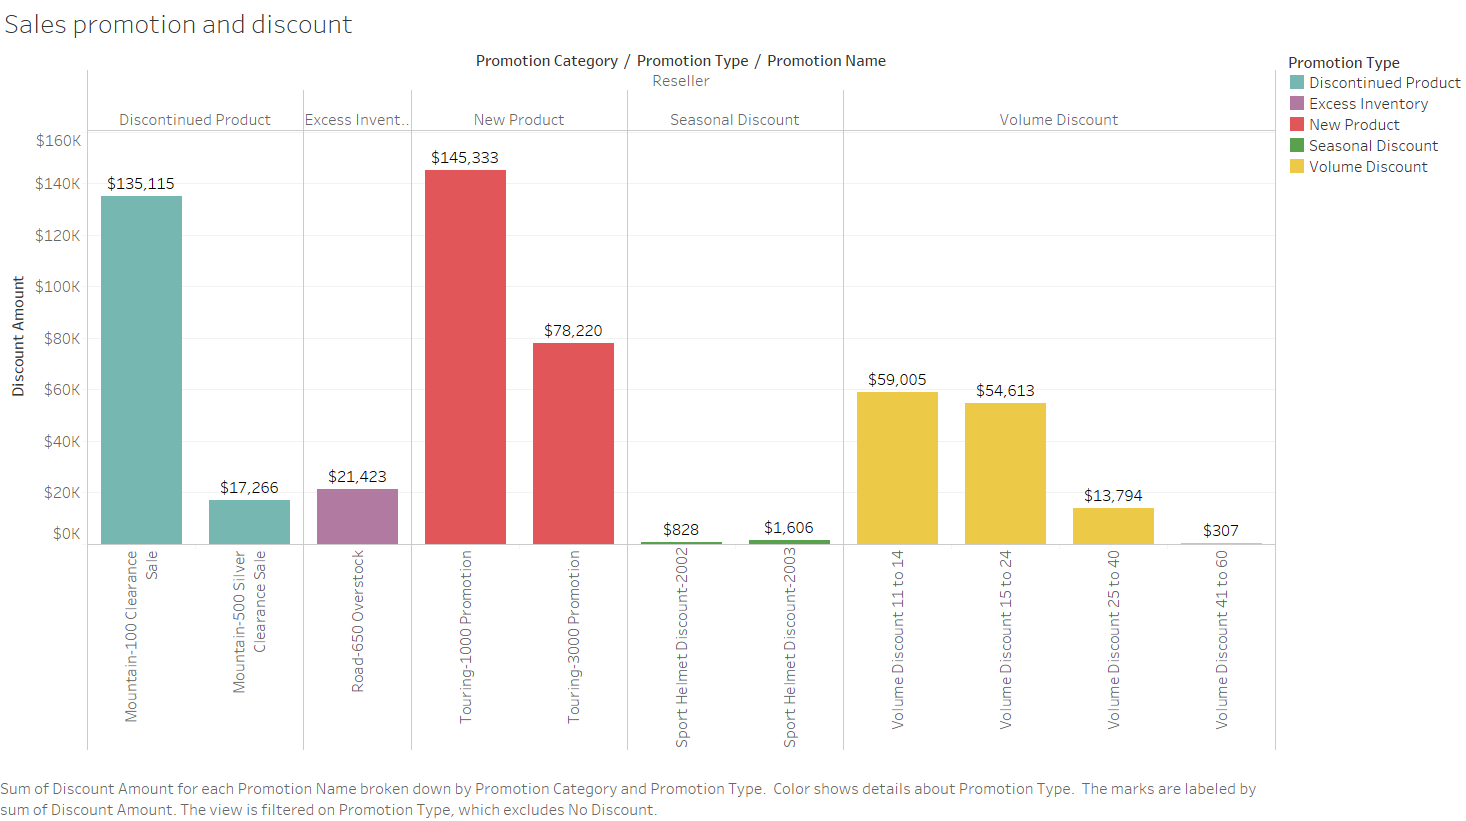 Sales promotion and discount
Promotion Category / Promotion Type / Promotion Name
Reseller
Discontinued Product
Excess Invent..
New Product
Seasonal Discount
Volume Discount
Promotion Type
Discontinued Product
Excess Inventory
New Product
Seasonal Discount
Volume Discount
Discount Amount
$160K
$140K
$120K
$100K
$80K
$60K
$40K
$20K
$0K
$135,115
$17,266
$21,423
$145,333
$78,220
$828
$1,606
$59,005
$54,613
$13,794
$307
Mountain-100 Clearance
Sale
Mountain-500 Silver
Clearance Sale
Road-650 Overstock
Touring-1000 Promotion
Touring-3000 Promotion
Sport Helmet Discount-2002
Sport Helmet Discount-2003
Volume Discount 11 to 14
Volume Discount 15 to 24
Volume Discount 25 to 40
Volume Discount 41 to 60
Sum of Discount Amount for each Promotion Name broken down by Promotion Category and Promotion Type.  Color shows details about Promotion Type.  The marks are labeled by
sum of Discount Amount. The view is filtered on Promotion Type, which excludes No Discount.